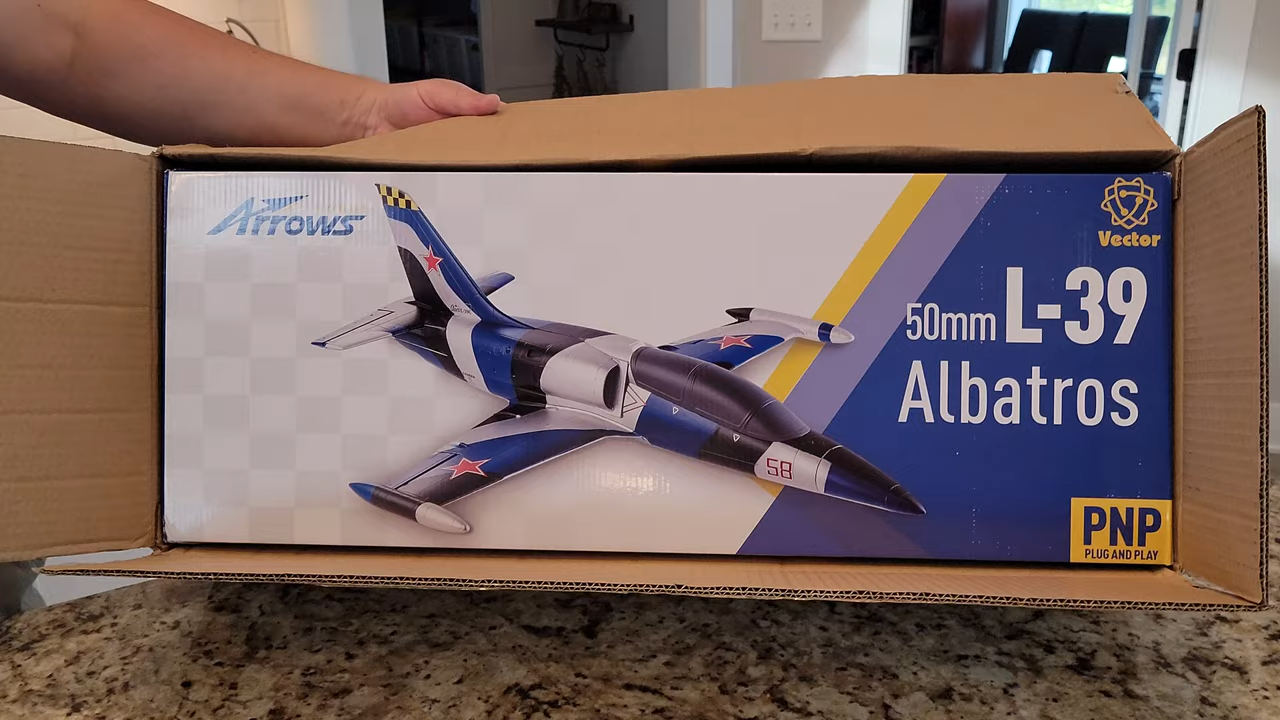 Arrows
Vector
50mm L-39
Albatros
58
PNP
PLUG AND PLAY